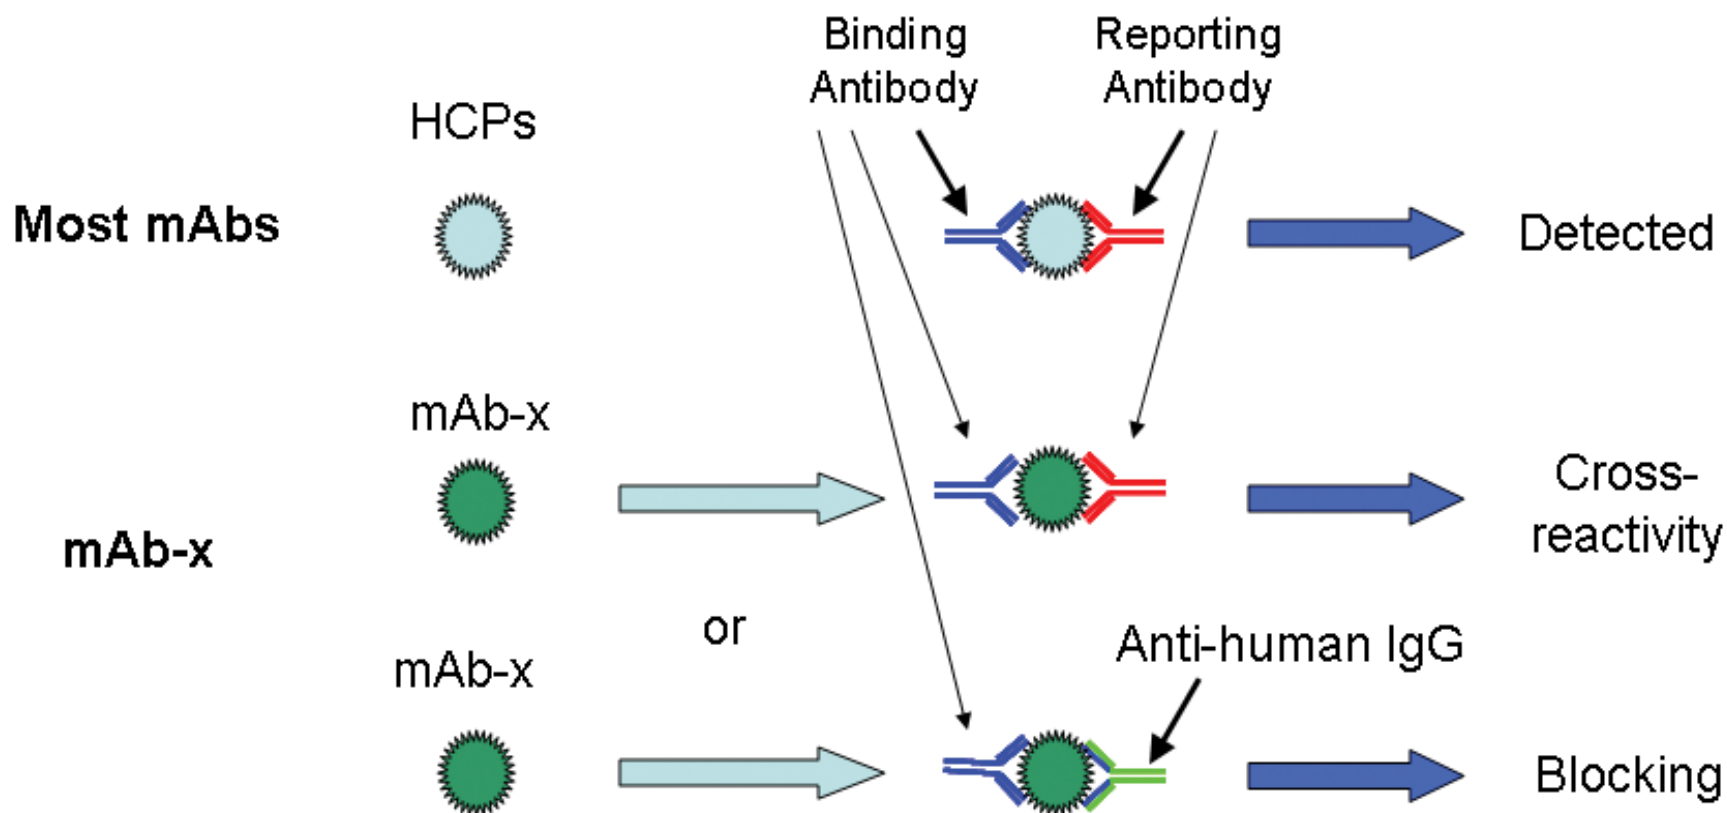 Binding
Antibody
Reporting
Antibody
HCPs
Most mAbs
Detected
mAb-x
Cross-
reactivity
mAb-x
or
Anti-human IgG
mAb-x
Blocking